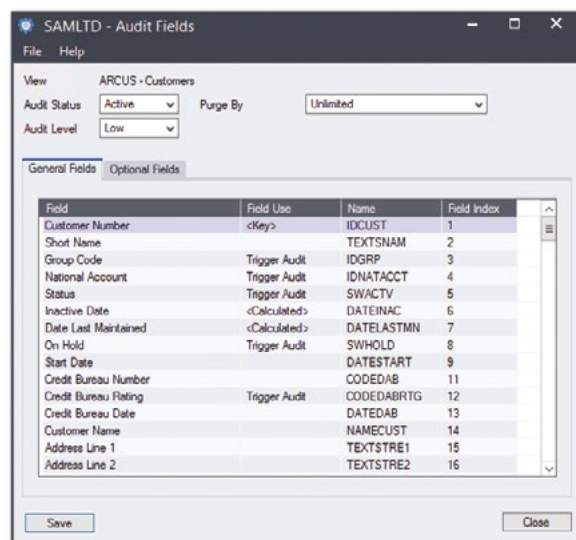 SAMLTD - Audit Fields
File Help
View ARCUS - Customers
Audit Status Active Purge By Unlimited
Audit Level Low
General Fields Optional Fields
Field Field Use Name Field Index
Customer Number <Key> IDCUST 1
Short Name TEXTSNAM 2
Group Code Trigger Audit IDGRP 3
National Account Trigger Audit IDNATACCT 4
Status Trigger Audit SWACTV 5
Inactive Date <Calculated> DATEINAC 6
Date Last Maintained <Calculated> DATELASTMN 7
On Hold Trigger Audit SWHOLD 8
Start Date DATESTART 9
Credit Bureau Number CODEDAB 11
Credit Bureau Rating Trigger Audit CODEDABRTG 12
Credit Bureau Date DATEDAB 13
Customer Name NAMECUST 14
Address Line 1 TEXTSTRE1 15
Address Line 2 TEXTSTRE2 16
Save Close